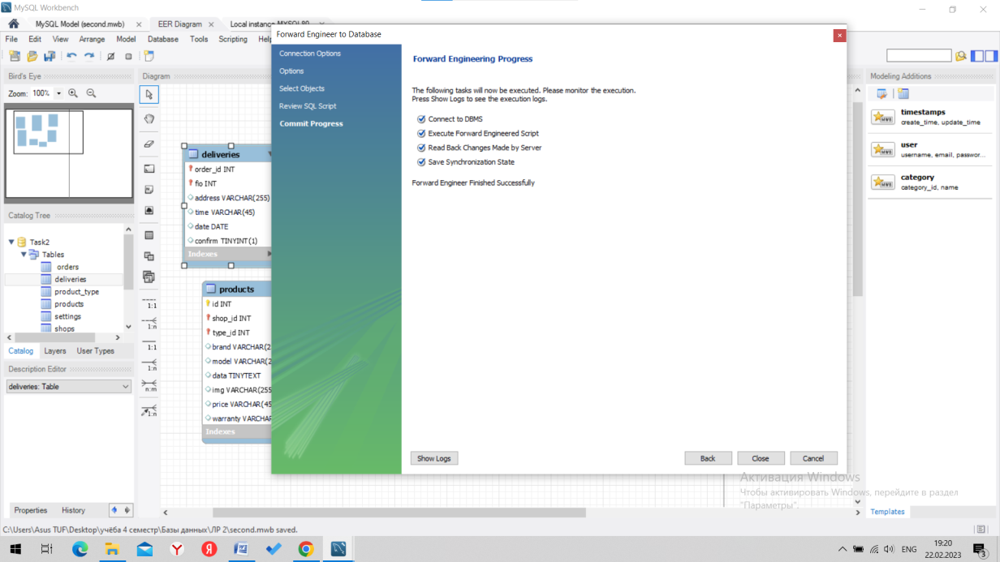 MySQL Workbench
MySQL Model (second.mwb)
EER Diagram
File Edit View Arrange Model Database Tools Scripting
Bird's Eye
Zoom: 100%
Catalog Tree
Task2
Tables
orders
deliveries
product_type
products
settings
shops
Catalog Layers User Types
Description Editor
deliveries: Table
Properties History
Diagram
1:1
1:n
1:1
1:n
n:m
1:n
deliveries
order_id INT
fio INT
address VARCHAR(255)
time VARCHAR(45)
date DATE
confirm TINYINT(1)
Indexes
products
id INT
shop_id INT
type_id INT
brand
model
data TINYTEXT
img VARCHAR(255
price VARCHAR(45
warranty
Indexes
Forward Engineer to Database
Connection Options
Options
Select Objects
Review SQL Script
Commit Progress
Forward Engineering Progress
The following tasks will now be executed. Please monitor the execution.
Press Show Logs to see the execution logs.
Connect to DBMS
Execute Forward Engineered Script
Read Back Changes Made by Server
Save Synchronization State
Forward Engineer Finished Successfully
Show Logs Back Close Cancel
Modeling Additions
timestamps
create_time, update_time
user
username, email, passwor...
category
category_id, name
Templates
Активация Windows
Чтобы активировать Windows, перейдите в раздел
"Параметры".
C:\Users\Asus TUF\Desktop\учёба 4 семестр\Базы данных\ЛР 2\second.mwb saved.
ENG
19:20
22.02.2023
3